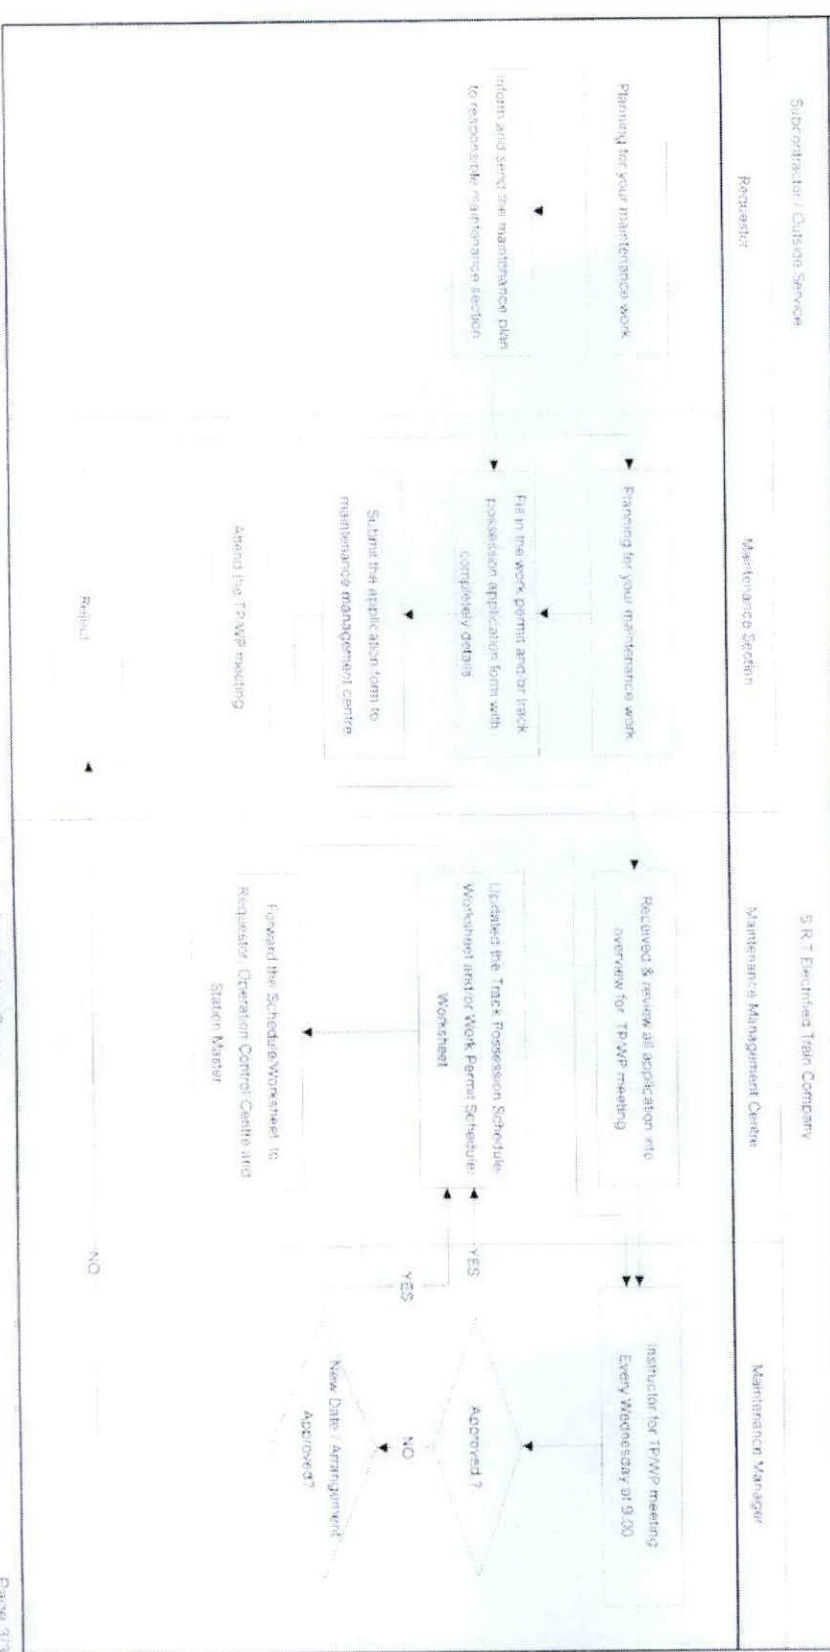 Subcontractor / Outside Service
S.R.T Electrified Train Company
Requestor
Maintenance Section
Maintenance Management Centre
Maintenance Manager
Planning for your maintenance work
Inform and send the maintenance plan
to responsible maintenance section
Planning for your maintenance work
Fill in the work permit and/or track
possession application form with
completely details
Submit the application form to
maintenance management centre
Attend the TP/WP meeting
Reject
Received & review all application into
overview for TP/WP meeting
Updated the Track Possession Schedule
Worksheet and/or Work Permit Schedule
Worksheet
Forward the Schedule Worksheet to
Requestor, Operation Control Centre and
Station Master
Instructor for TP/WP meeting
Every Wednesday at 9.00
Approved ?
YES
NO
New Date / Arrangement
Approved?
YES
NO
Page 3/3